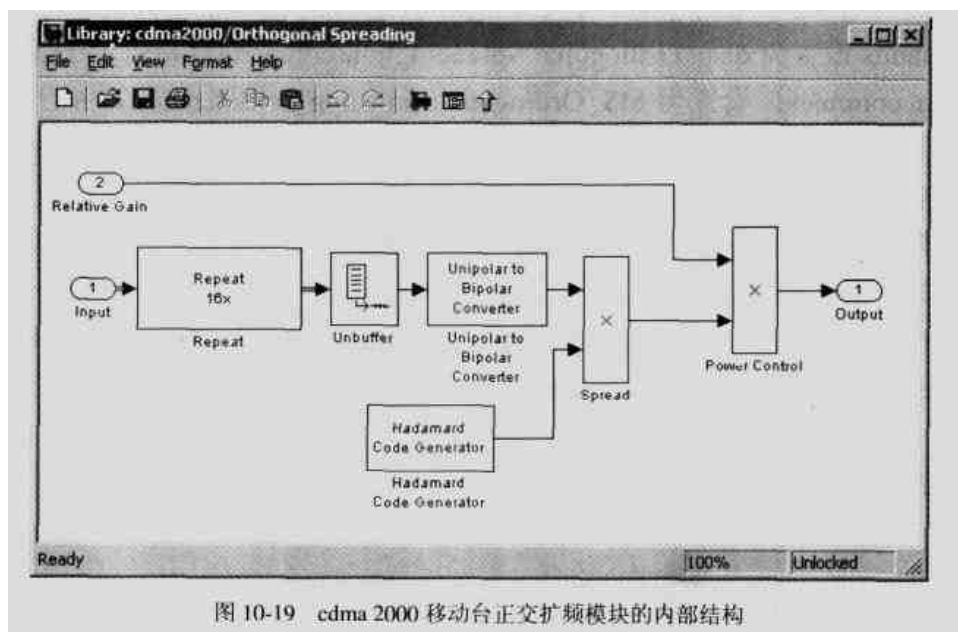 Library: cdma2000/Orthogonal Spreading
File Edit View Format Help
2
Relative Gain
1
Input
Repeat
16x
Repeat
Unbuffer
Unipolar to
Bipolar
Converter
Unipolar to
Bipolar
Converter
Hadamard
Code Generator
Hadamard
Code Generator
×
Spread
×
Power Control
1
Output
Ready
100%
Unlocked
图 10-19 cdma 2000 移动台正交扩频模块的内部结构